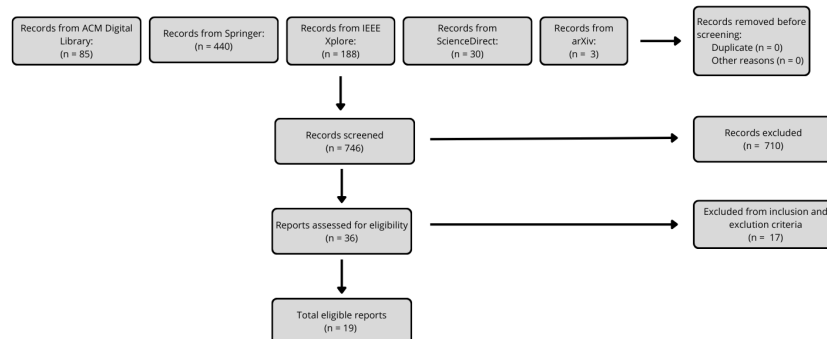 Records from ACM Digital
Library:
(n = 85)
Records from Springer:
(n = 440)
Records from IEEE
Xplore:
(n = 188)
Records from
ScienceDirect:
(n = 30)
Records from
arXiv:
(n = 3)
Records removed before
screening:
Duplicate (n = 0)
Other reasons (n = 0)
Records screened
(n = 746)
Records excluded
(n = 710)
Reports assessed for eligibility
(n = 36)
Excluded from inclusion and
exclution criteria
(n = 17)
Total eligible reports
(n = 19)